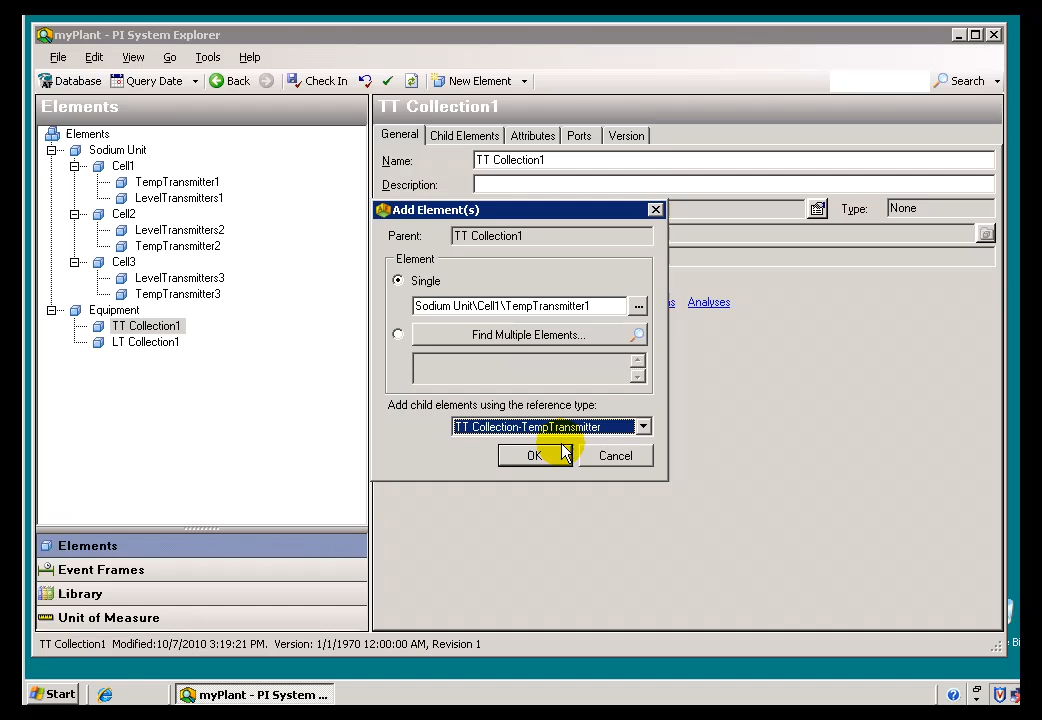 myPlant - PI System Explorer
File Edit View Go Tools Help
Database Query Date Back Check In New Element Search
Elements
TT Collection1
Elements
Sodium Unit
Cell1
TempTransmitter1
LevelTransmitters1
Cell2
LevelTransmitters2
TempTransmitter2
Cell3
LevelTransmitters3
TempTransmitter3
Equipment
TT Collection1
LT Collection1
General Child Elements Attributes Ports Version
Name: TT Collection1
Description:
Type: None
Analyses
Add Element(s)
Parent: TT Collection1
Element
Single
Sodium Unit\Cell1\TempTransmitter1 ...
Find Multiple Elements...
Add child elements using the reference type:
TT Collection-TempTransmitter
OK Cancel
Elements
Event Frames
Library
Unit of Measure
TT Collection1 Modified:10/7/2010 3:19:21 PM. Version: 1/1/1970 12:00:00 AM, Revision 1
Start myPlant - PI System ...